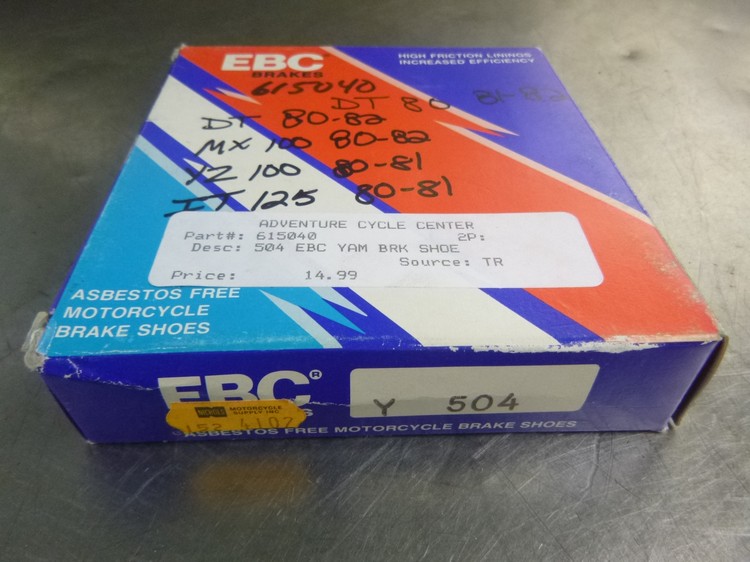 EBC
BRAKES
HIGH FRICTION LININGS
INCREASED EFFICIENCY
615040
DT 80 81-82
DT 80-82
MX 100 80-82
YZ 100 80-81
IT 125 80-81
ADVENTURE CYCLE CENTER
Part#: 615040 2P:
Desc: 504 EBC YAM BRK SHOE
Source: TR
Price: 14.99
ASBESTOS FREE
MOTORCYCLE
BRAKE SHOES
EBC®
Y 504
MOTORCYCLE
SUPPLY INC.
152 4107
ASBESTOS FREE MOTORCYCLE BRAKE SHOES